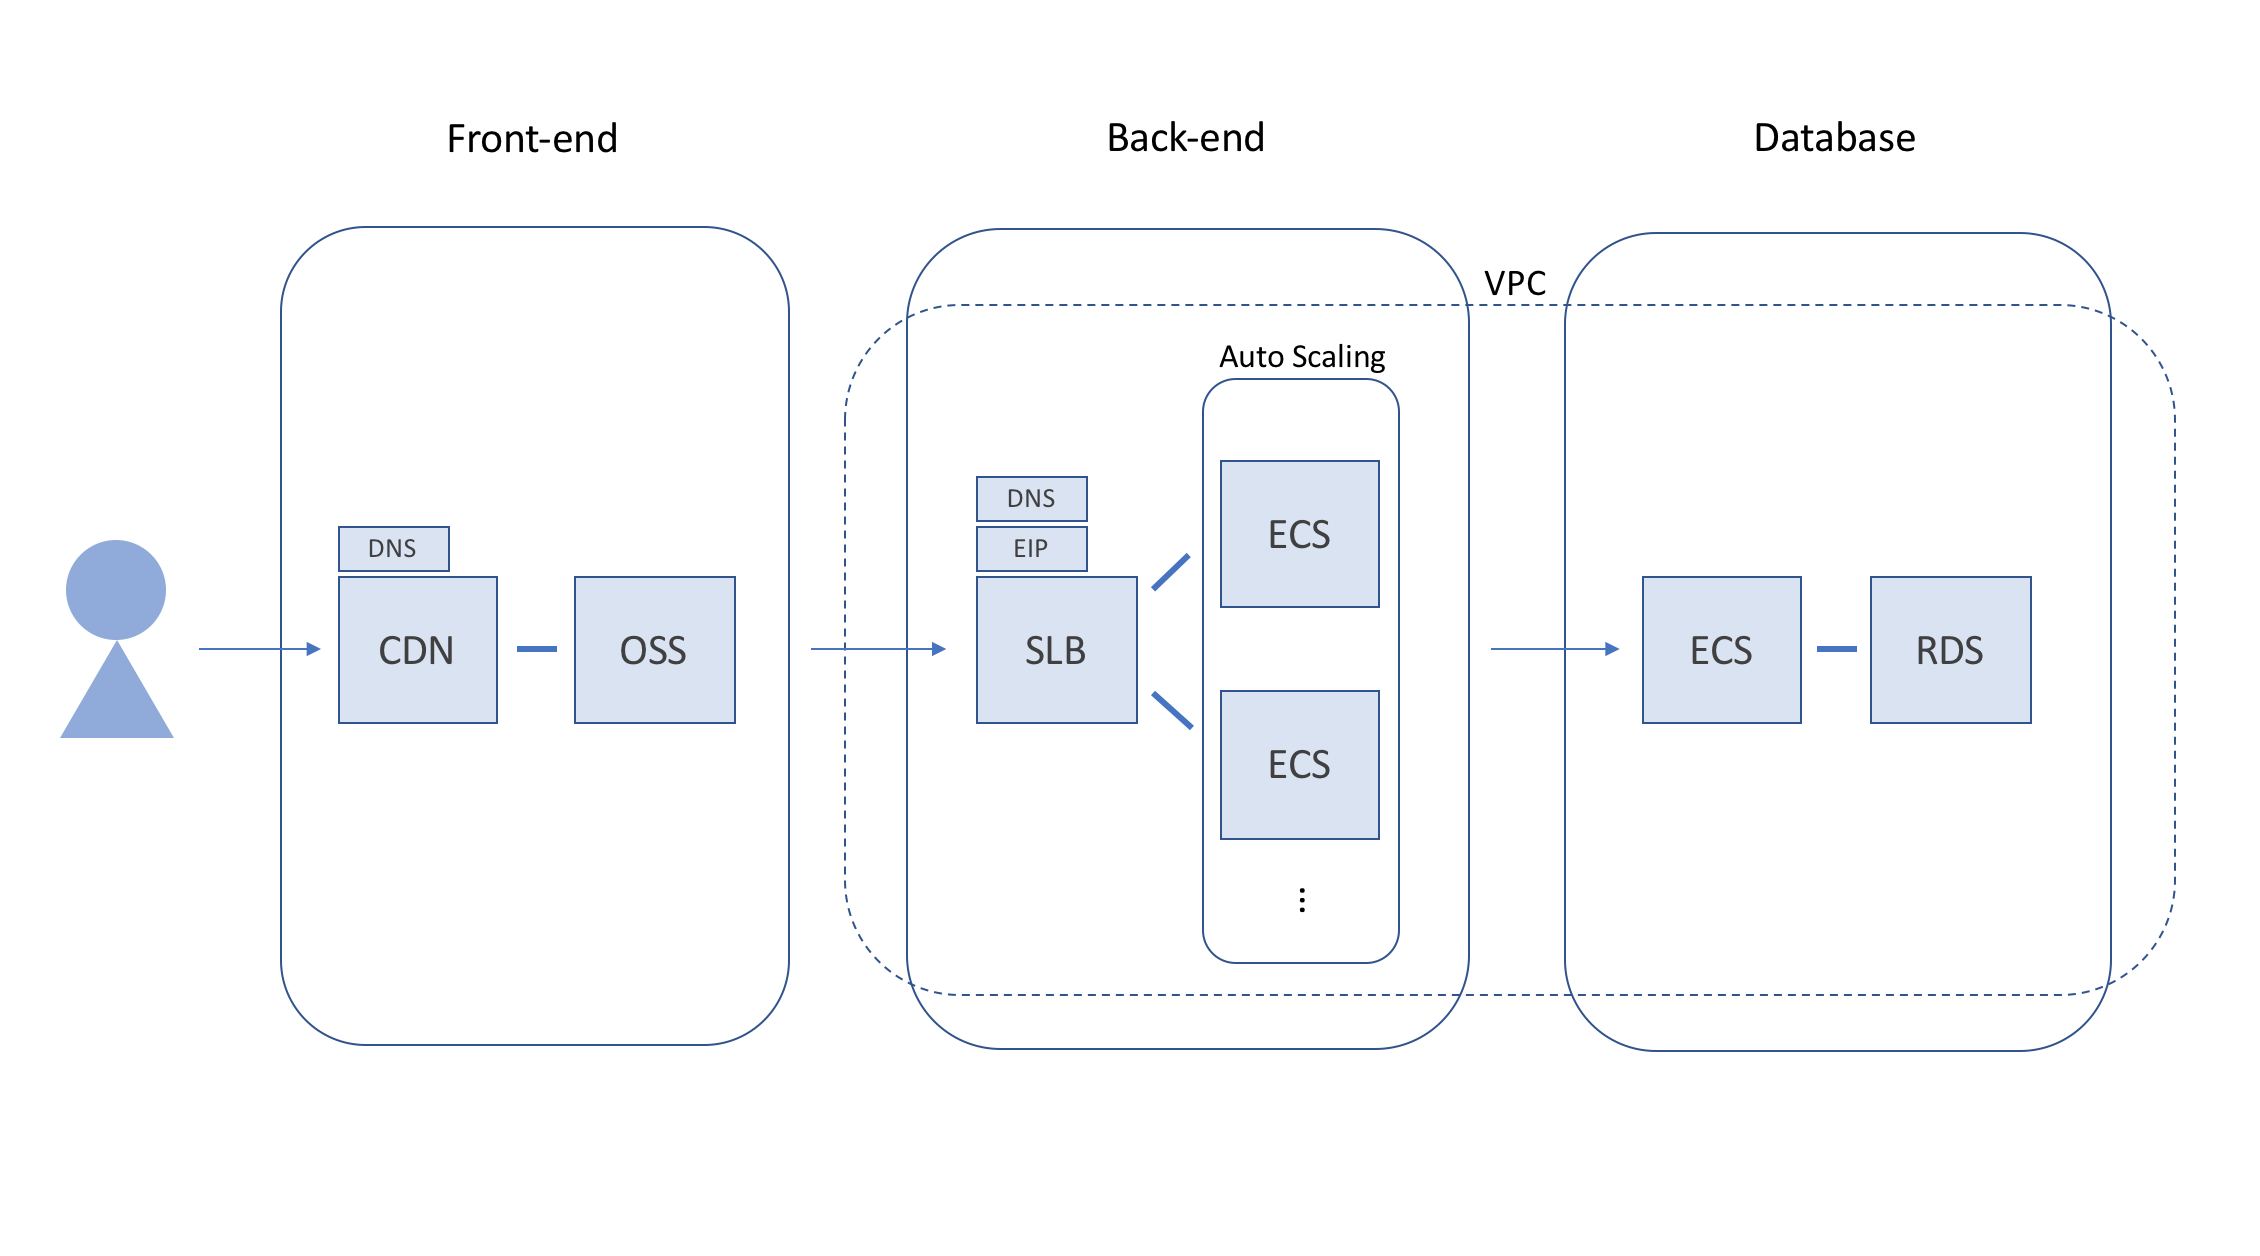 Front-end
Back-end
Database
VPC
Auto Scaling
DNS
CDN
OSS
DNS
EIP
SLB
ECS
ECS
⋮
ECS
RDS